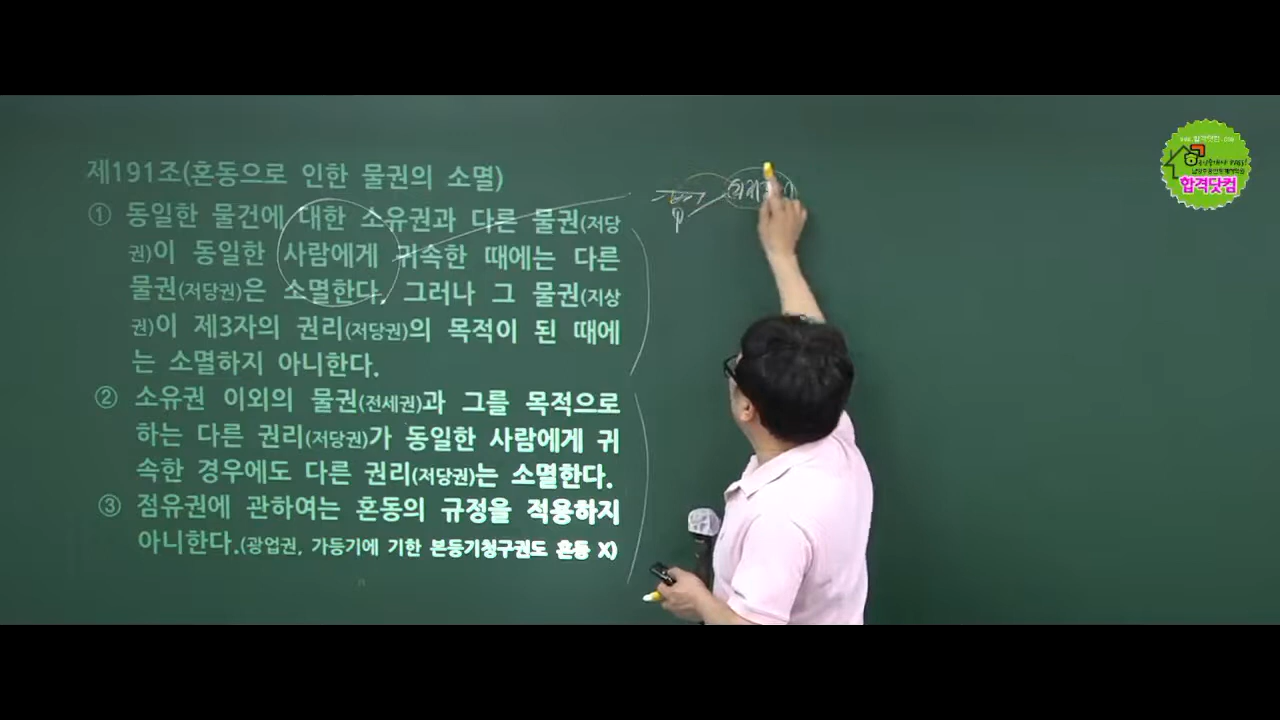 제191조(혼동으로 인한 물권의 소멸)
① 동일한 물건에 대한 소유권과 다른 물권(저당
권)이 동일한 사람에게 귀속한 때에는 다른
물권(저당권)은 소멸한다. 그러나 그 물권(지상
권)이 제3자의 권리(저당권)의 목적이 된 때에
는 소멸하지 아니한다.
② 소유권 이외의 물권(전세권)과 그를 목적으로
하는 다른 권리(저당권)가 동일한 사람에게 귀
속한 경우에도 다른 권리(저당권)는 소멸한다.
③ 점유권에 관하여는 혼동의 규정을 적용하지
아니한다.(광업권, 가등기에 기한 본등기청구권도 혼동 X)
합격닷컴